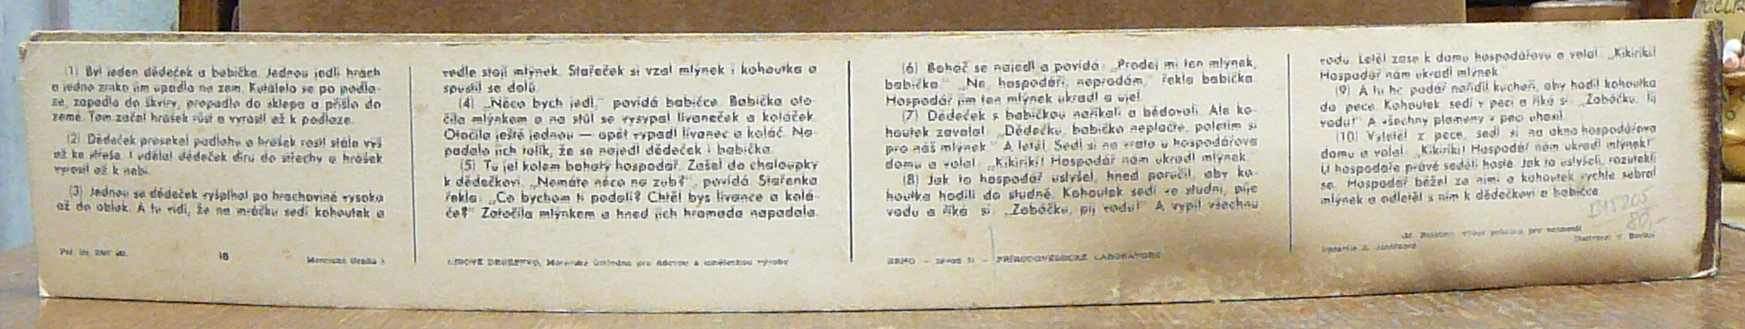 (1) Byl jeden dědeček a babička. Jednou jedli hrách
a jedno zrnko jim upadlo na zem. Kutálelo se po podla-
ze, zapadlo do škvíry, propadlo do sklepa a přišlo do
země. Tam začal hrášek růst a vyrostl až k podlaze.
(2) Dědeček prosekal podlahu a hrášek rostl stále výš
až ke střeše. I udělal dědeček díru do střechy a hrášek
vyrostl až k nebi.
(3) Jednou se dědeček vyšplhal po hrachovině vysoko
až do oblak. A tu vidí, že na mráčku sedí kohoutek a
vedle stojí mlýnek. Stařeček si vzal mlýnek i kohoutka a
spustil se dolů.
(4) „Něco bych jedl," povídá babičce. Babička oto-
čila mlýnkem a na stůl se vysypal lívaneček a koláček.
Otočila ještě jednou — opět vypadl lívanec a koláč. Na-
padalo jich tolik, že se najedl dědeček i babička.
(5) Tu jel kolem bohatý hospodář. Zašel do chaloupky
k dědečkovi. „Nemáte něco na zub?", povídá. Stařenka
řekla: „Co bychom ti podali? Chtěl bys lívance a kolá-
če?" Zatočila mlýnkem a hned jich hromada napadala.
(6) Boháč se najedl a povídá: „Prodej mi ten mlýnek,
babičko." „Ne, hospodáři, neprodám," řekla babička.
Hospodář jim ten mlýnek ukradl a ujel.
(7) Dědeček s babičkou naříkali a bědovali. Ale ko-
houtek zavolal: „Dědečku, babičko neplačte, poletím si
pro náš mlýnek." A letěl. Sedl si na vrata u hospodářova
domu a volal: „Kikirikí! Hospodář nám ukradl mlýnek."
(8) Jak to hospodář uslyšel, hned poručil, aby ko-
houtka hodili do studně. Kohoutek sedí ve studni, pije
vodu a říká si: „Zobáčku, pij vodu!" A vypil všechnu
vodu. Letěl zase k domu hospodářovu a volal: „Kikirikí!
Hospodář nám ukradl mlýnek."
(9) A tu hospodář nařídil kuchaři, aby hodil kohoutka
do pece. Kohoutek sedí v peci a říká si: „Zobáčku, lij
vodu!" A všechny plameny v peci uhasil.
(10) Vyletěl z pece, sedl si na okno hospodářova
domu a volal: „Kikirikí! Hospodář nám ukradl mlýnek!"
U hospodáře právě seděli hosté. Jak to uslyšeli, rozutekli
se. Hospodář běžel za nimi a kohoutek rychle sebral
mlýnek a odletěl s ním k dědečkovi a babičce.
18
LIDOVÉ DRUŽSTVO, Moravské ústředno pro lidovou a uměleckou výrobu
BRNO - závod 51 - PŘÍRODOVĚDECKÉ LABORATOŘE